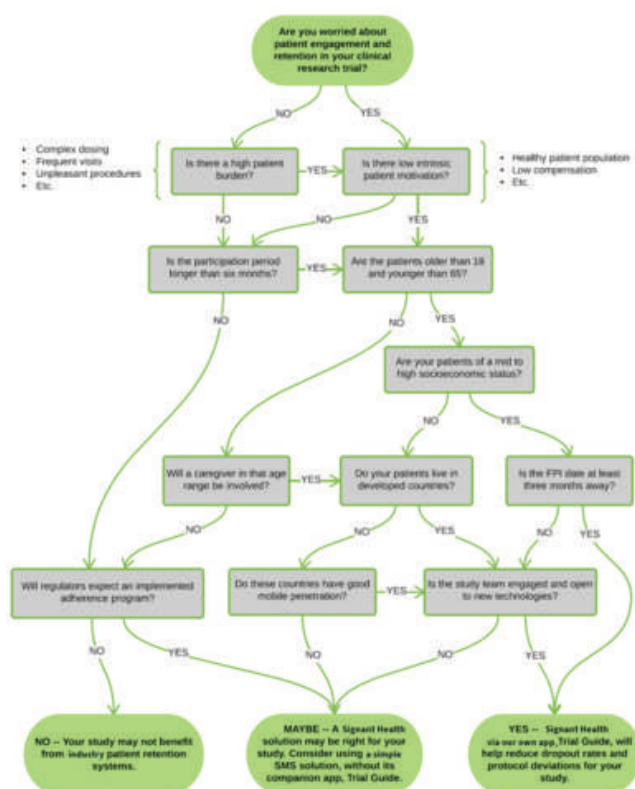 Are you worried about
patient engagement and
retention in your clinical
research trial?
NO
YES
• Complex dosing
• Frequent visits
• Unpleasant procedures
• Etc.
Is there a high patient
burden?
YES
Is there low intrinsic
patient motivation?
• Healthy patient population
• Low compensation
• Etc.
NO
NO
YES
Is the participation period
longer than six months?
YES
Are the patients older than 18
and younger than 65?
NO
NO
YES
Are your patients of a mid to
high socioeconomic status?
NO
YES
Will a caregiver in that age
range be involved?
YES
Do your patients live in
developed countries?
Is the FPI date at least
three months away?
NO
NO
YES
NO
YES
Will regulators expect an implemented
adherence program?
Do these countries have good
mobile penetration?
YES
Is the study team engaged and open
to new technologies?
NO
YES
NO
NO
YES
NO -- Your study may not benefit
from industry patient retention
systems.
MAYBE -- A Signant Health
solution may be right for your
study. Consider using a simple
SMS solution, without its
companion app, Trial Guide.
YES -- Signant Health
via our own app,Trial Guide, will
help reduce dropout rates and
protocol deviations for your
study.